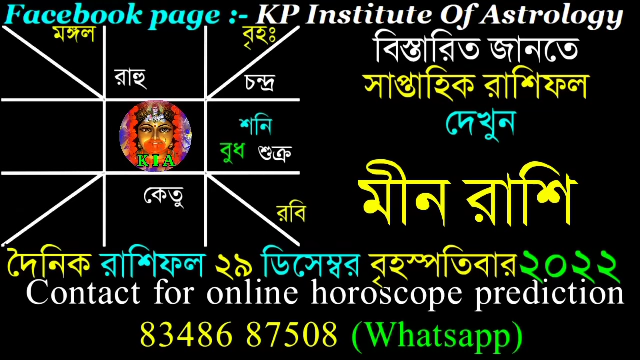 Facebook page :- KP Institute Of Astrology
মঙ্গল
বৃহঃ
রাহু
চন্দ্র
শনি
বুধ শুক্র
KIA
কেতু
রবি
বিস্তারিত জানতে
সাপ্তাহিক রাশিফল
দেখুন
মীন রাশি
দৈনিক রাশিফল ২৯ ডিসেম্বর বৃহস্পতিবার ২০২২
Contact for online horoscope prediction
83486 87508 (Whatsapp)